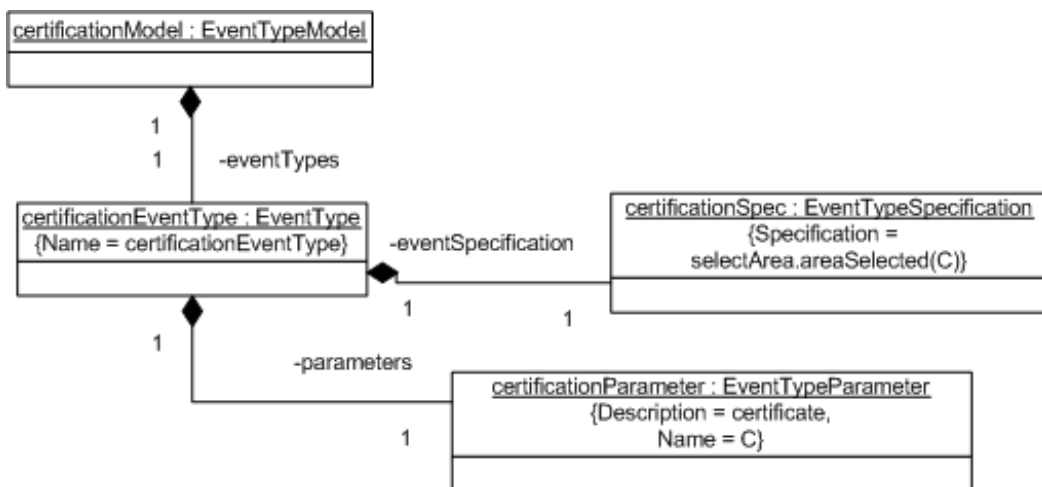 certificationModel : EventTypeModel
1
1
-eventTypes
certificationEventType : EventType
{Name = certificationEventType}
-eventSpecification
certificationSpec : EventTypeSpecification
{Specification =
selectArea.areaSelected(C)}
1
1
1
-parameters
certificationParameter : EventTypeParameter
{Description = certificate,
Name = C}
1